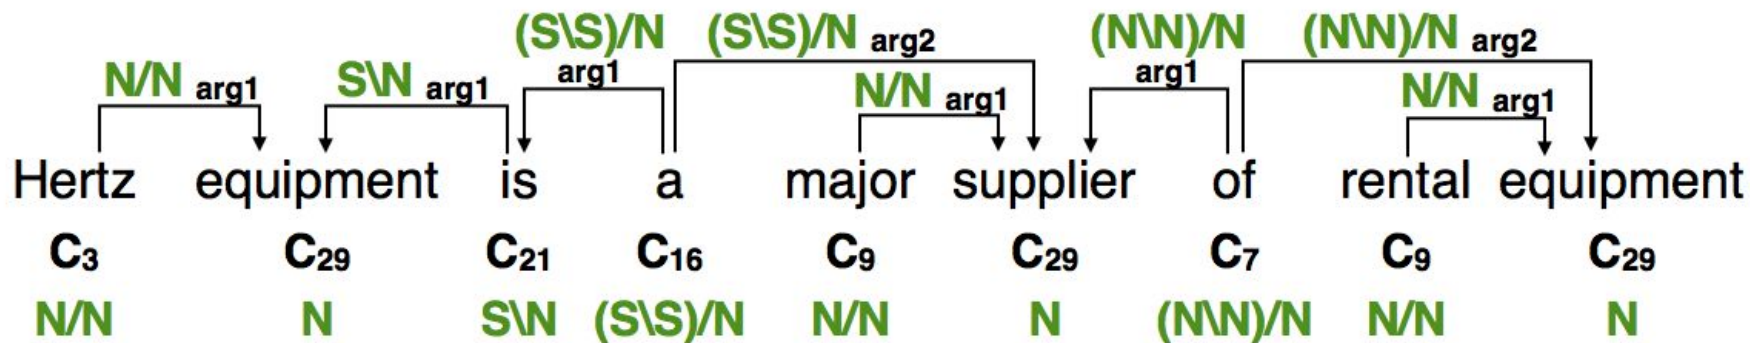 (S\S)/N (S\S)/N arg2 (N\N)/N (N\N)/N arg2
N/N arg1 S\N arg1 arg1 N/N arg1 arg1 N/N arg1
Hertz equipment is a major supplier of rental equipment
C3 C29 C21 C16 C9 C29 C7 C9 C29
N/N N S\N (S\S)/N N/N N (N\N)/N N/N N